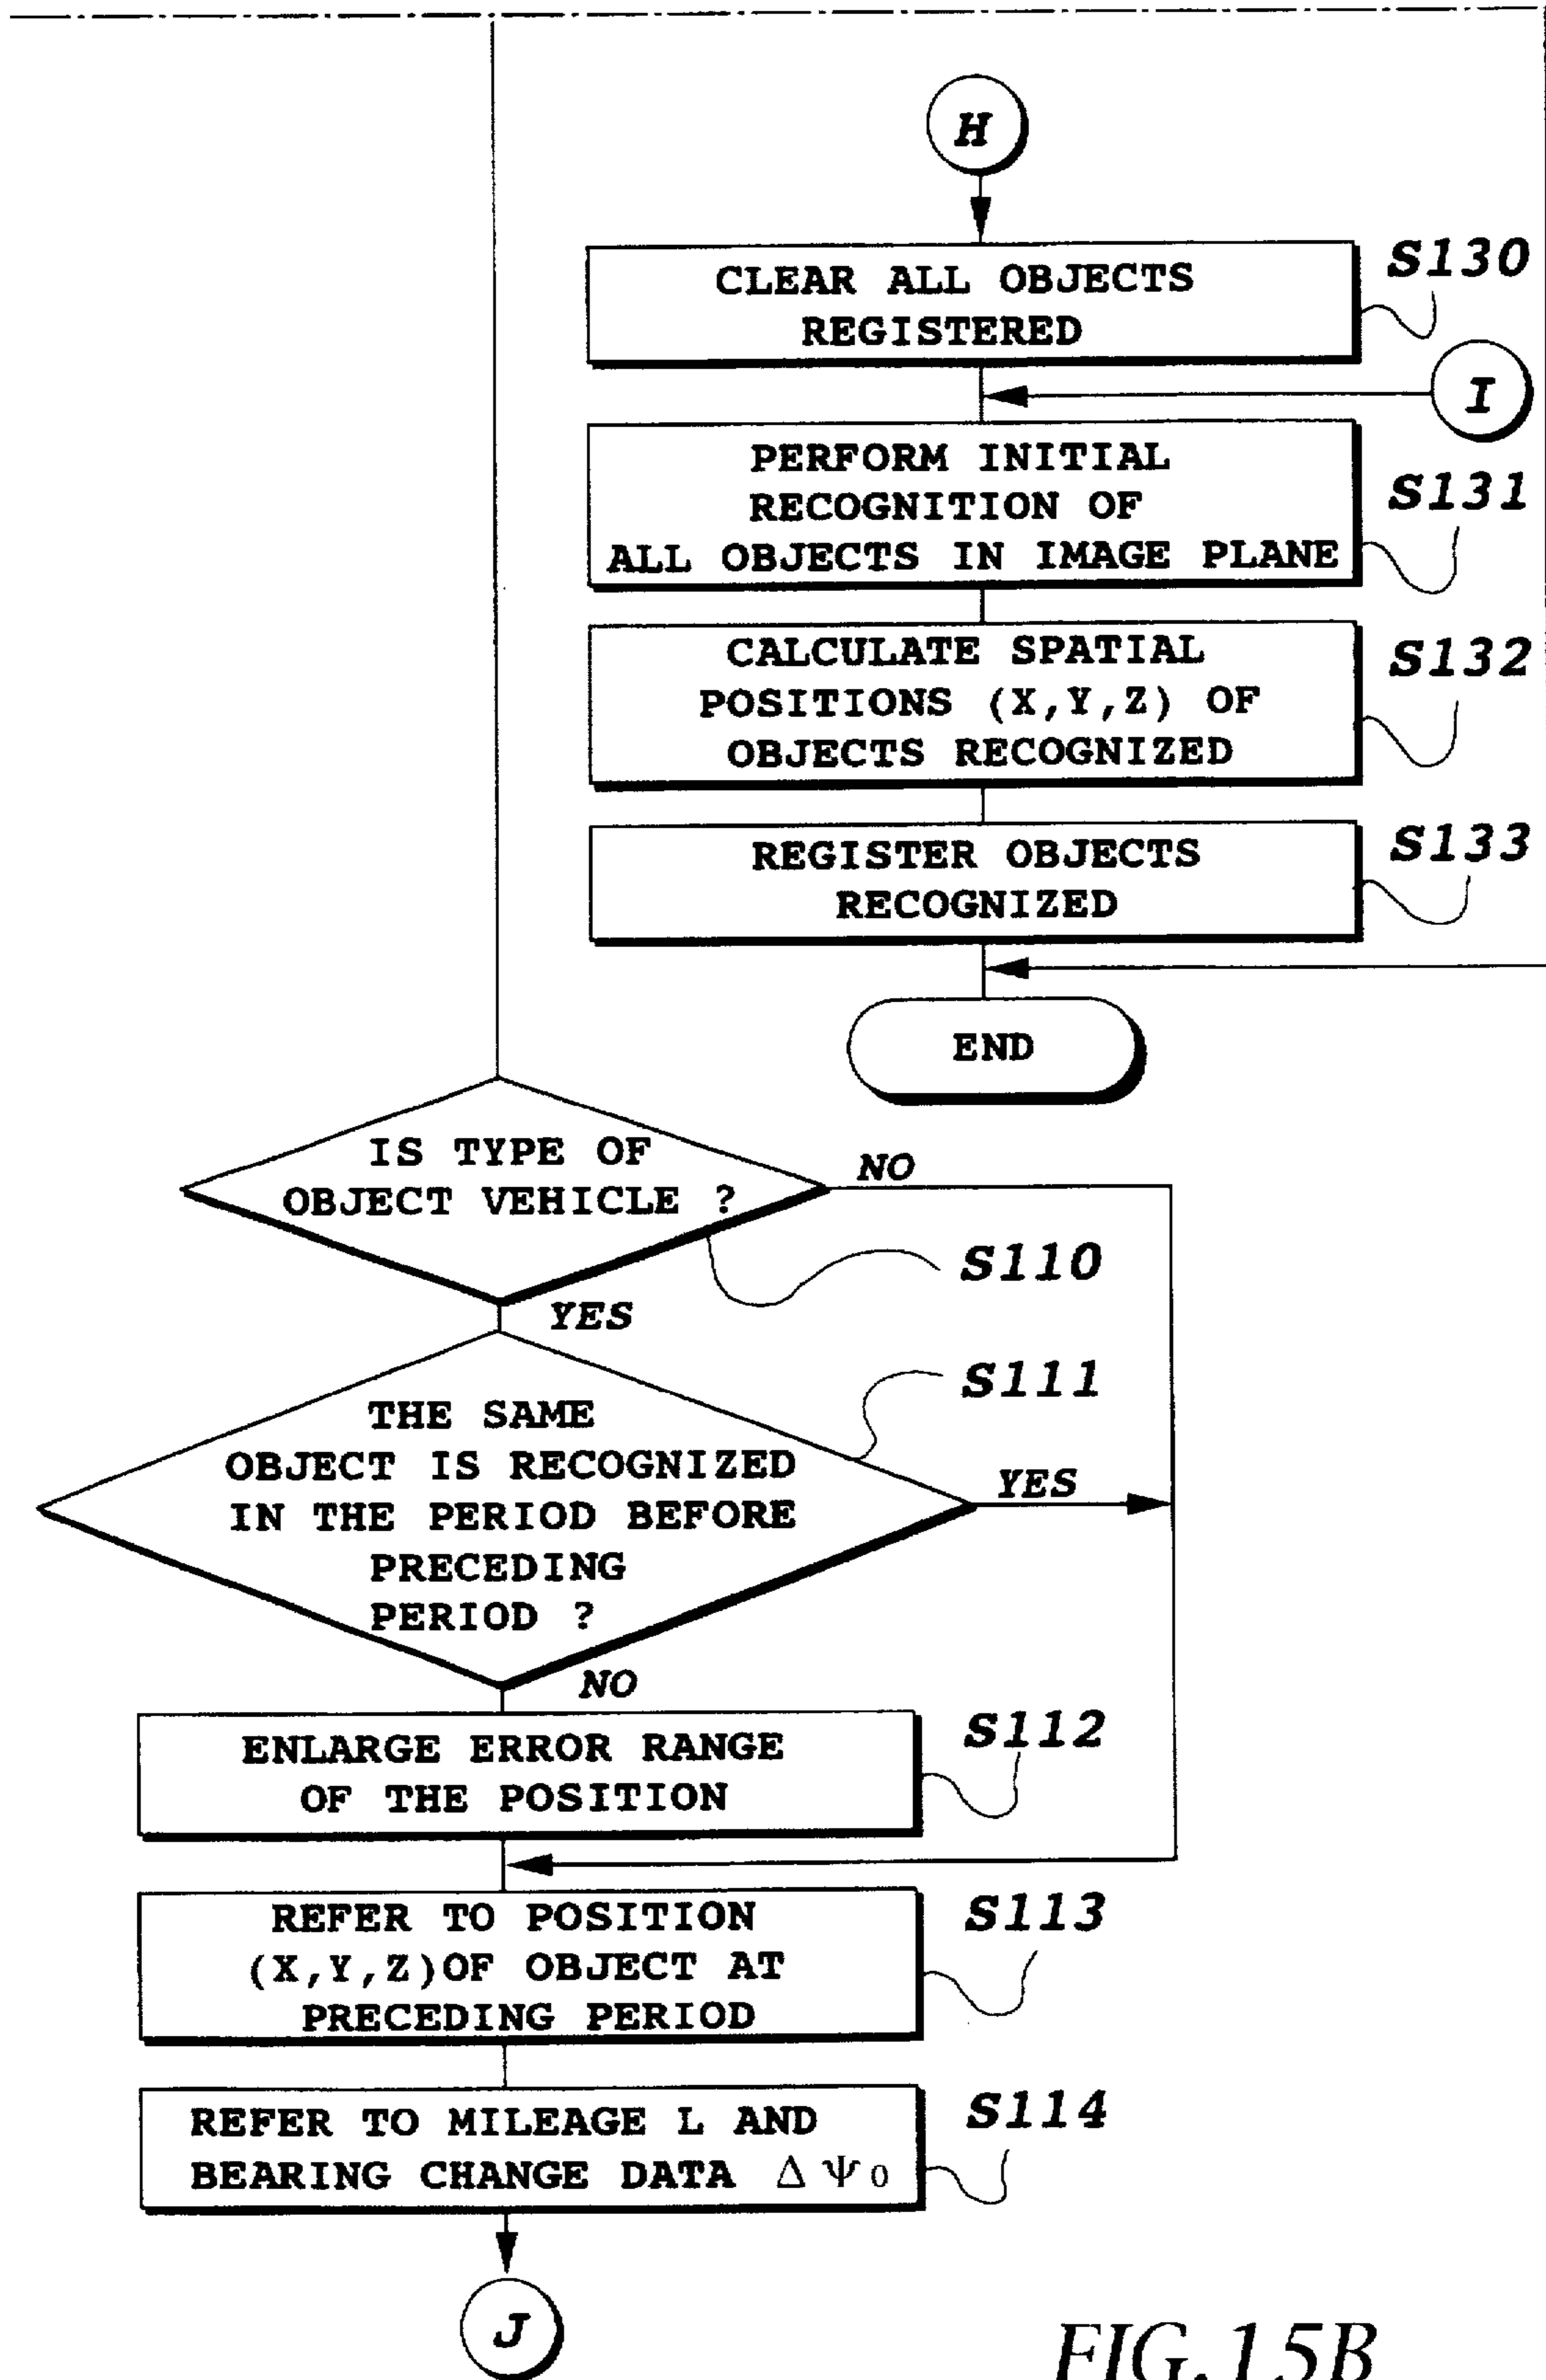 H
CLEAR ALL OBJECTS
REGISTERED
S130
I
PERFORM INITIAL
RECOGNITION OF
ALL OBJECTS IN IMAGE PLANE
S131
CALCULATE SPATIAL
POSITIONS (X,Y,Z) OF
OBJECTS RECOGNIZED
S132
REGISTER OBJECTS
RECOGNIZED
S133
END
IS TYPE OF
OBJECT VEHICLE ?
NO
S110
YES
S111
THE SAME
OBJECT IS RECOGNIZED
IN THE PERIOD BEFORE
PRECEDING
PERIOD ?
YES
NO
ENLARGE ERROR RANGE
OF THE POSITION
S112
REFER TO POSITION
(X,Y,Z)OF OBJECT AT
PRECEDING PERIOD
S113
REFER TO MILEAGE L AND
BEARING CHANGE DATA Δ Ψ₀
S114
J
FIG.15B